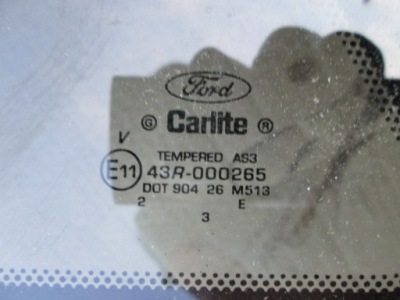 Ford
G Carlite ®
V
TEMPERED AS3
E11 43R-000265
DOT 904 26 M513
2 E
3